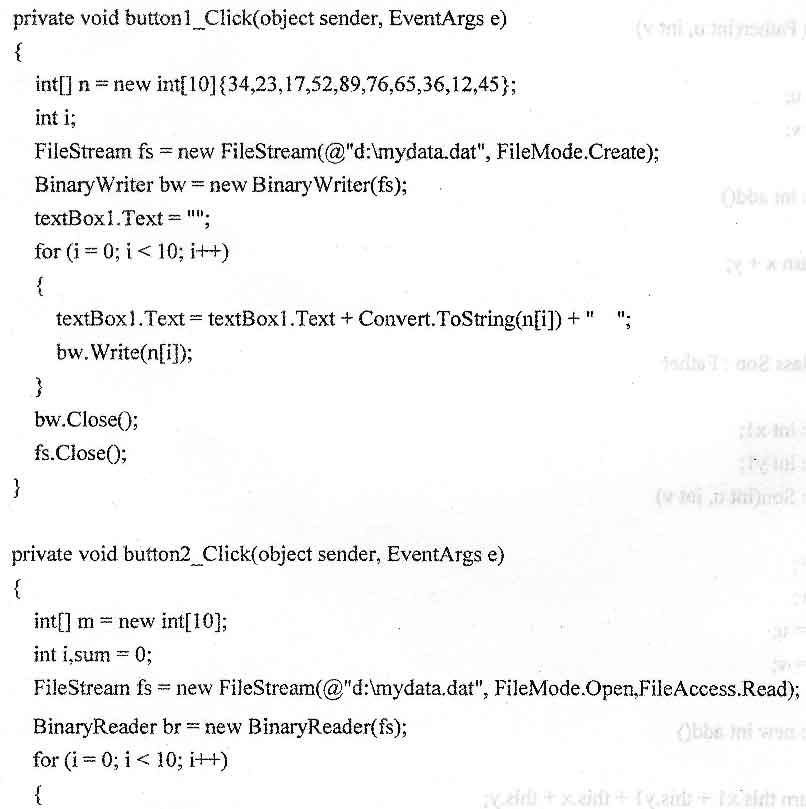 private void button1_Click(object sender, EventArgs e)
{
int[] n = new int[10]{34,23,17,52,89,76,65,36,12,45};
int i;
FileStream fs = new FileStream(@"d:\mydata.dat", FileMode.Create);
BinaryWriter bw = new BinaryWriter(fs);
textBox1.Text = "";
for (i = 0; i < 10; i++)
{
textBox1.Text = textBox1.Text + Convert.ToString(n[i]) + "   ";
bw.Write(n[i]);
}
bw.Close();
fs.Close();
}
private void button2_Click(object sender, EventArgs e)
{
int[] m = new int[10];
int i,sum = 0;
FileStream fs = new FileStream(@"d:\mydata.dat", FileMode.Open,FileAccess.Read);
BinaryReader br = new BinaryReader(fs);
for (i = 0; i < 10; i++)
{